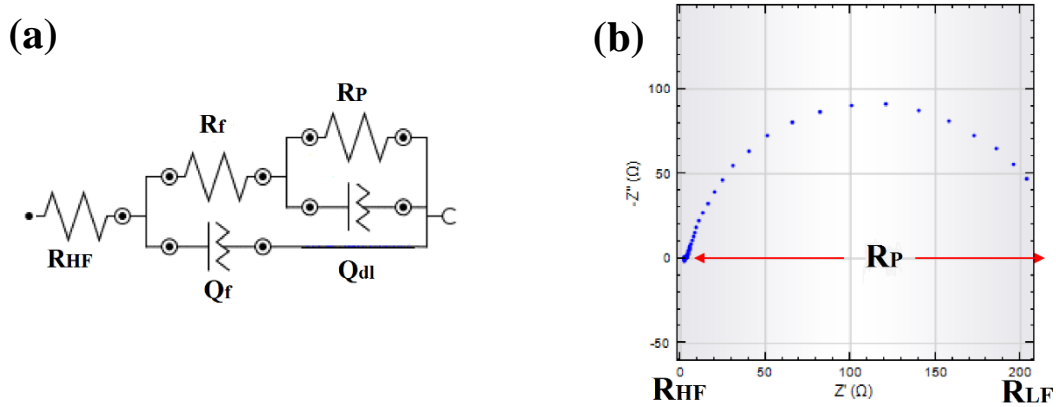 (a)
RP
Rf
RHF
Qf
Qdl
(b)
100
50
0
-50
-Z" (Ω)
RP
0
50
100
150
200
RHF
Z' (Ω)
RLF